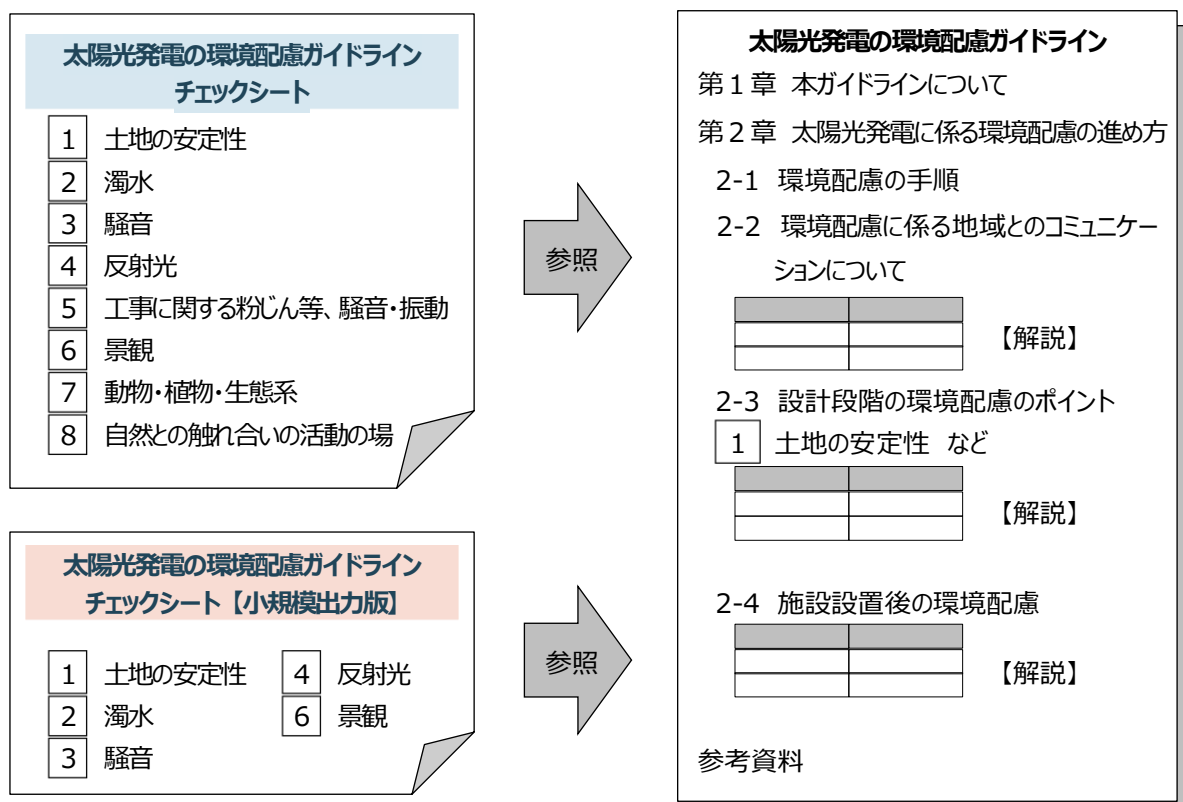 太陽光発電の環境配慮ガイドライン
チェックシート
1 土地の安定性
2 濁水
3 騒音
4 反射光
5 工事に関する粉じん等、騒音・振動
6 景観
7 動物・植物・生態系
8 自然との触れ合いの活動の場
参照
太陽光発電の環境配慮ガイドライン
チェックシート【小規模出力版】
1 土地の安定性
2 濁水
3 騒音
4 反射光
6 景観
参照
太陽光発電の環境配慮ガイドライン
第1章 本ガイドラインについて
第2章 太陽光発電に係る環境配慮の進め方
2-1 環境配慮の手順
2-2 環境配慮に係る地域とのコミュニケー
ションについて
【解説】
2-3 設計段階の環境配慮のポイント
1 土地の安定性 など
【解説】
2-4 施設設置後の環境配慮
【解説】
参考資料